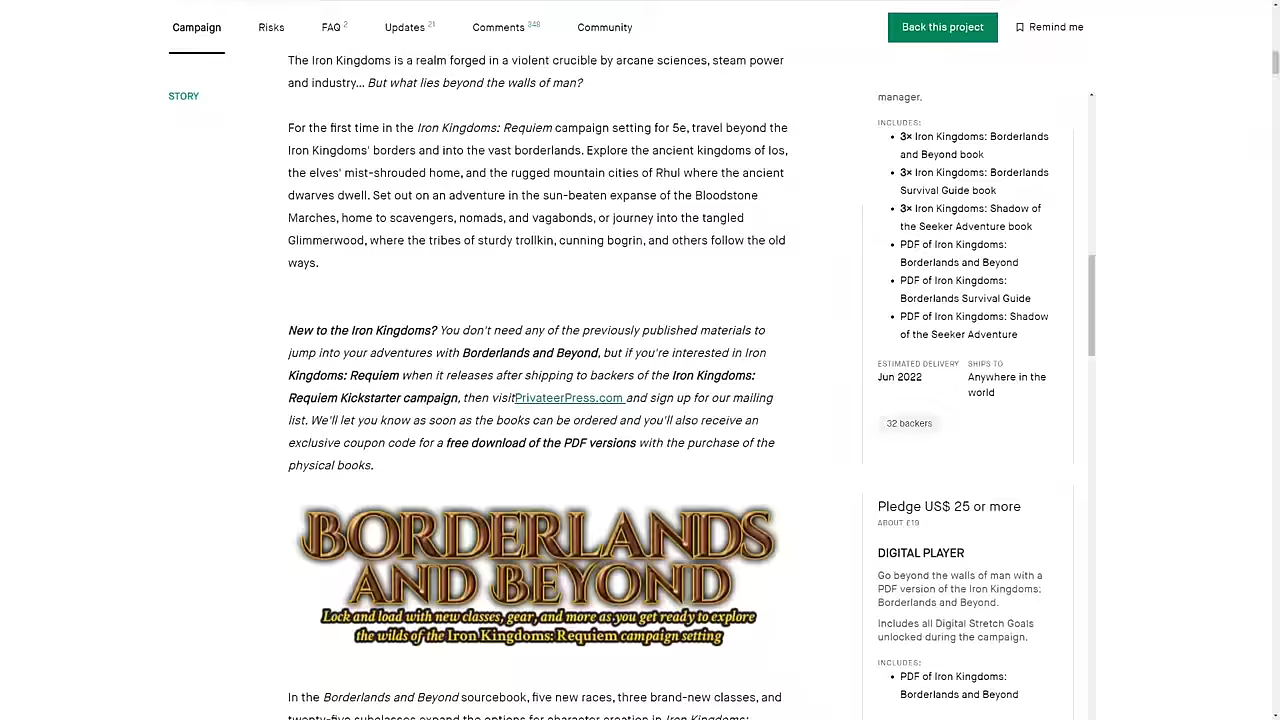 Campaign
Risks
FAQ 2
Updates 21
Comments 348
Community
Back this project
Remind me
STORY
The Iron Kingdoms is a realm forged in a violent crucible by arcane sciences, steam power
and industry... But what lies beyond the walls of man?
For the first time in the Iron Kingdoms: Requiem campaign setting for 5e, travel beyond the
Iron Kingdoms' borders and into the vast borderlands. Explore the ancient kingdoms of Ios,
the elves' mist-shrouded home, and the rugged mountain cities of Rhul where the ancient
dwarves dwell. Set out on an adventure in the sun-beaten expanse of the Bloodstone
Marches, home to scavengers, nomads, and vagabonds, or journey into the tangled
Glimmerwood, where the tribes of sturdy trollkin, cunning bogrin, and others follow the old
ways.
New to the Iron Kingdoms? You don't need any of the previously published materials to
jump into your adventures with Borderlands and Beyond, but if you're interested in Iron
Kingdoms: Requiem when it releases after shipping to backers of the Iron Kingdoms:
Requiem Kickstarter campaign, then visitPrivateerPress.com and sign up for our mailing
list. We'll let you know as soon as the books can be ordered and you'll also receive an
exclusive coupon code for a free download of the PDF versions with the purchase of the
physical books.
BORDERLANDS
AND BEYOND
Lock and load with new classes, gear, and more as you get ready to explore
the wilds of the Iron Kingdoms: Requiem campaign setting
In the Borderlands and Beyond sourcebook, five new races, three brand-new classes, and
twenty-five subclasses expand the options for character creation in Iron Kingdoms:
manager.
INCLUDES:
• 3× Iron Kingdoms: Borderlands
and Beyond book
• 3× Iron Kingdoms: Borderlands
Survival Guide book
• 3× Iron Kingdoms: Shadow of
the Seeker Adventure book
• PDF of Iron Kingdoms:
Borderlands and Beyond
• PDF of Iron Kingdoms:
Borderlands Survival Guide
• PDF of Iron Kingdoms: Shadow
of the Seeker Adventure
ESTIMATED DELIVERY
Jun 2022
SHIPS TO
Anywhere in the
world
32 backers
Pledge US$ 25 or more
ABOUT £19
DIGITAL PLAYER
Go beyond the walls of man with a
PDF version of the Iron Kingdoms:
Borderlands and Beyond.
Includes all Digital Stretch Goals
unlocked during the campaign.
INCLUDES:
• PDF of Iron Kingdoms:
Borderlands and Beyond